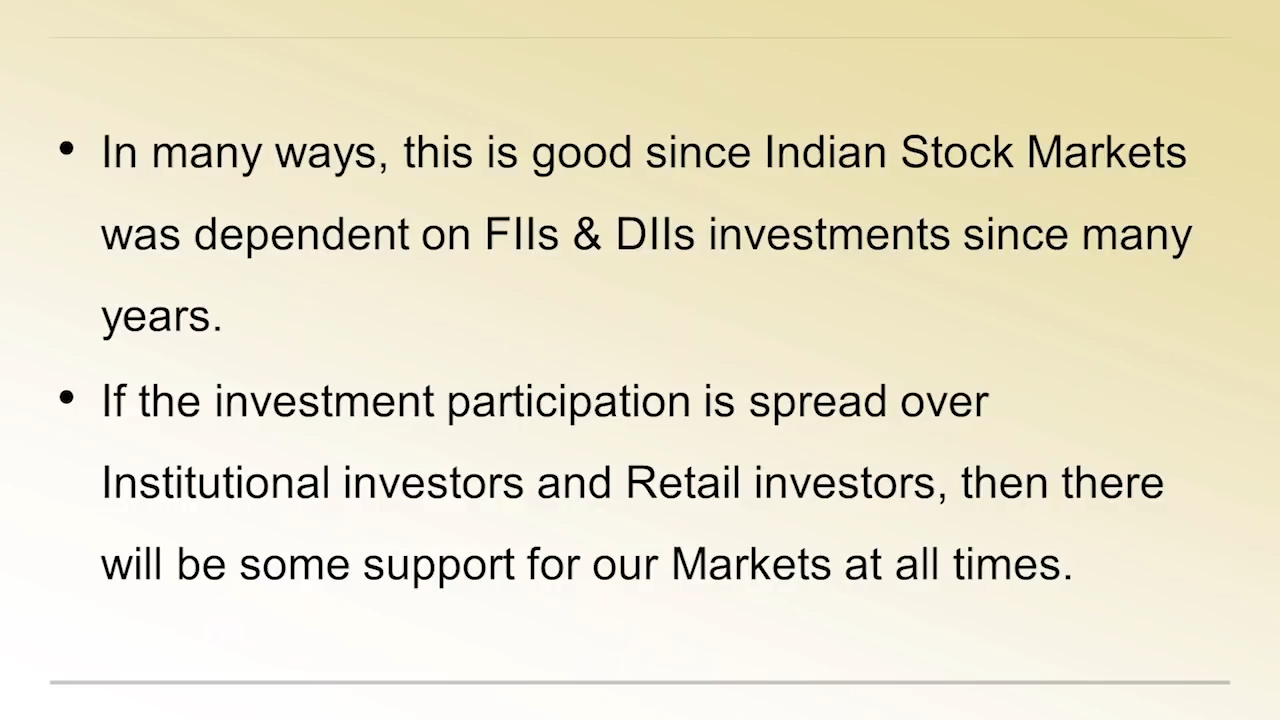 • In many ways, this is good since Indian Stock Markets
was dependent on FIIs & DIIs investments since many
years.
• If the investment participation is spread over
Institutional investors and Retail investors, then there
will be some support for our Markets at all times.